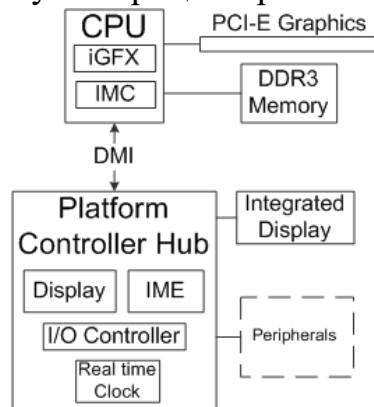 CPU
PCI-E Graphics
iGFX
IMC
DDR3
Memory
DMI
Platform
Controller Hub
Integrated
Display
Display
IME
I/O Controller
Peripherals
Real time
Clock